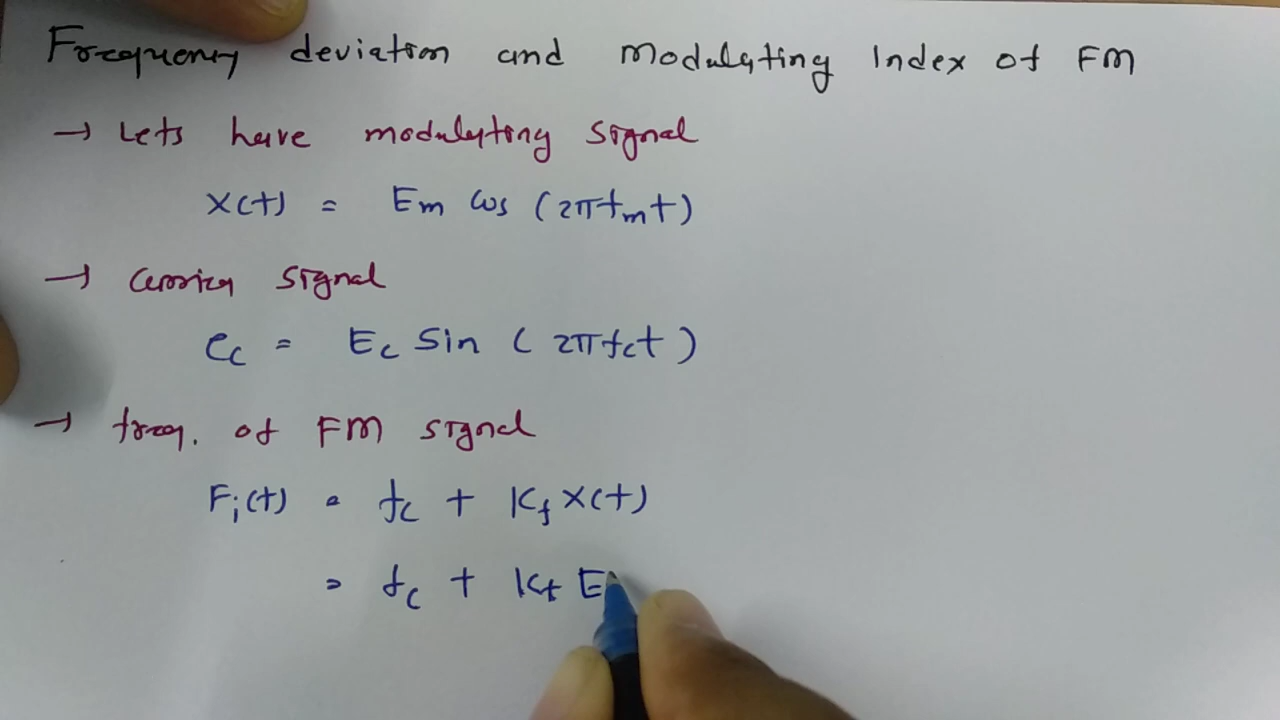 Frequency deviation and Modulating Index of FM
→ Lets have modulating signal
x(t) = Em cos (2πfmt)
→ Carrier signal
ec = Ec Sin ( 2πfct )
→ freq. of FM signal
Fi(t) = fc + Kf x(t)
= fc + Kf E